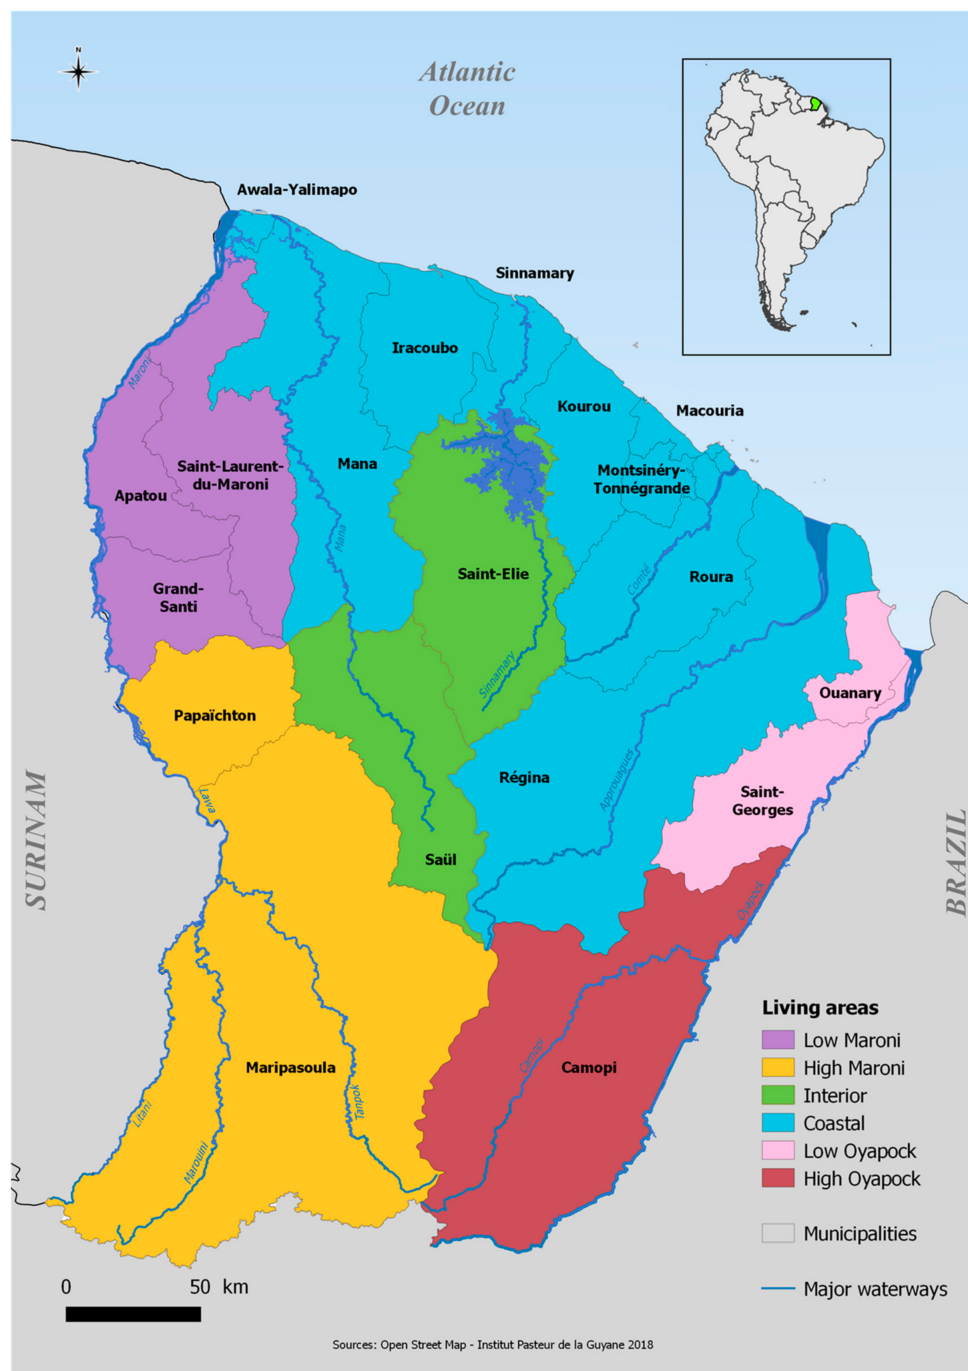 N
Atlantic
Ocean
Awala-Yalimapo
Sinnamary
Iracoubo
Maroni
Kourou
Macouria
Mana
Saint-Laurent-
du-Maroni
Montsinéry-
Tonnégrande
Apatou
Mana
Saint-Elie
Comté
Roura
Grand-
Santi
Sinnamary
Ouanary
Papaïchton
Régina
Approuagues
Saint-
Georges
Lawa
SURINAM
BRAZIL
Saül
Oyapock
Maripasoula
Camopi
Camopi
Tanpok
Litani
Marouini
Living areas
Low Maroni
High Maroni
Interior
Coastal
Low Oyapock
High Oyapock
Municipalities
Major waterways
0 50 km
Sources: Open Street Map - Institut Pasteur de la Guyane 2018